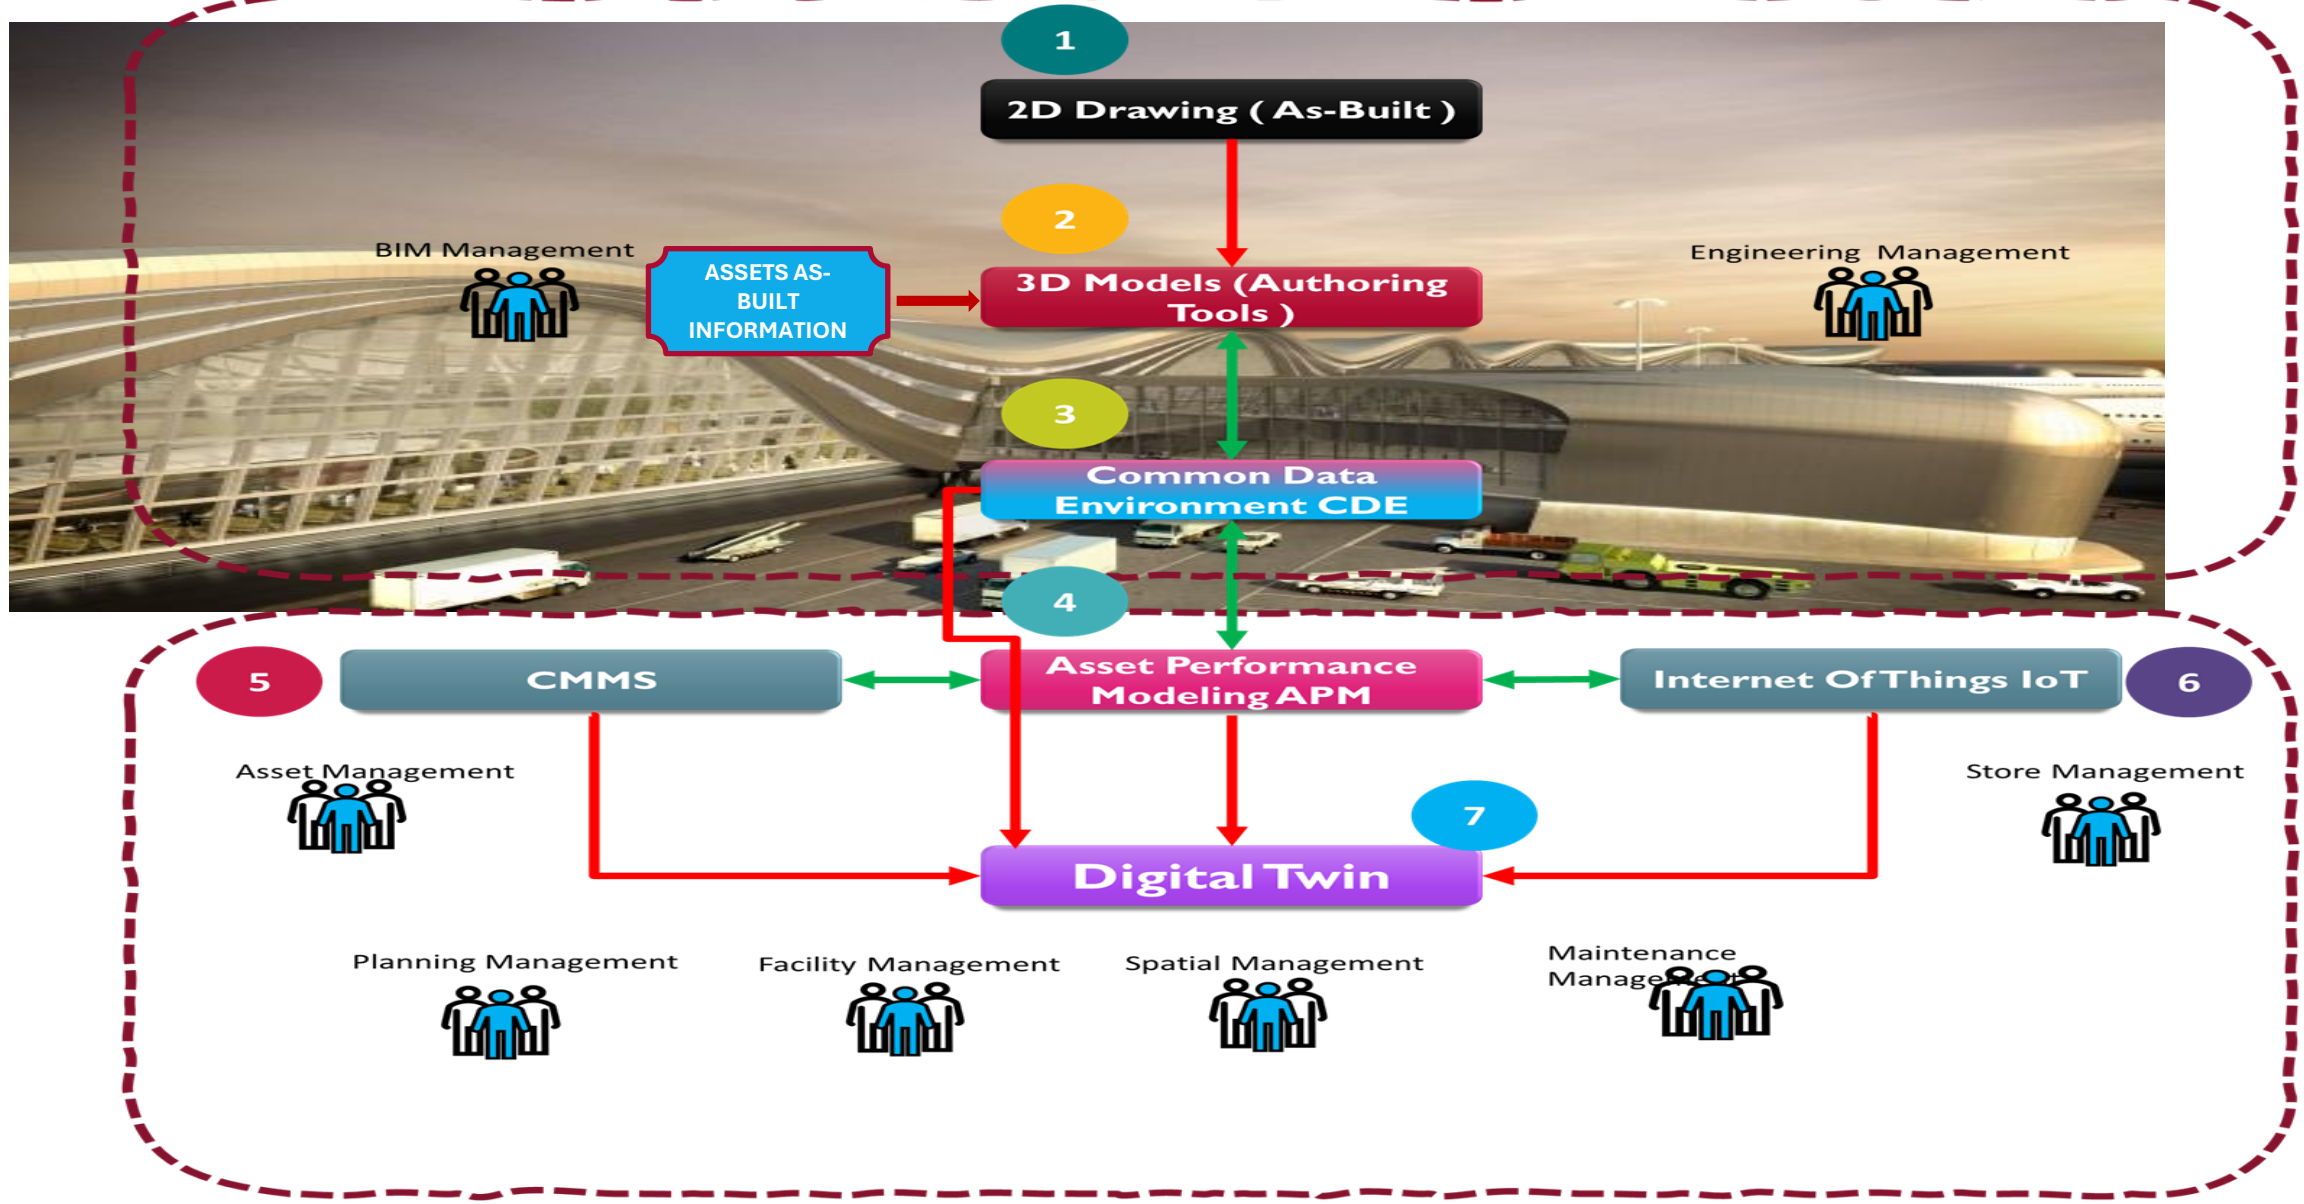 1
2D Drawing ( As-Built )
2
BIM Management
ASSETS AS-
BUILT
INFORMATION
3D Models (Authoring
Tools )
Engineering Management
3
Common Data
Environment CDE
4
5
CMMS
Asset Performance
Modeling APM
Internet Of Things IoT
6
Asset Management
Store Management
7
Digital Twin
Planning Management
Facility Management
Spatial Management
Maintenance
Management